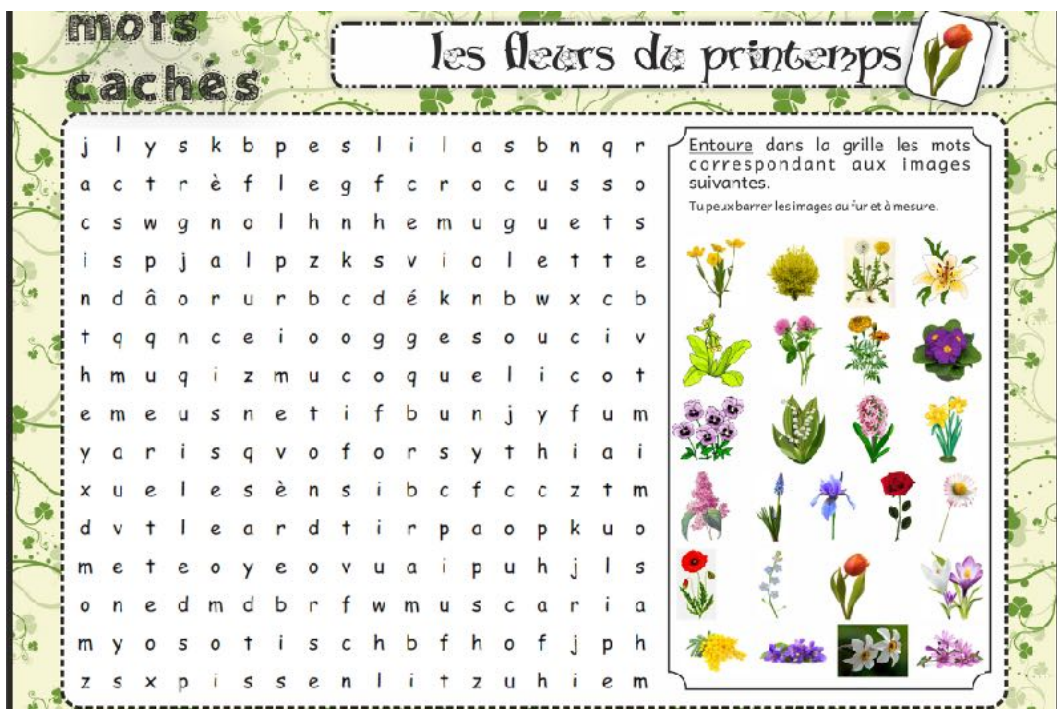 mots
cachés
les fleurs du printemps
j l y s k b p e s l i l a s b n q r
a c t r è f l e g f c r o c u s s o
c s w g n a l h n h e m u g u e t s
i s p j a l p z k s v i o l e t t e
n d â o r u r b c d é k n b w x c b
t q q n c e i o o g g e s o u c i v
h m u q i z m u c o q u e l i c o t
e m e u s n e t i f b u n j y f u m
y a r i s q v o f o r s y t h i a i
x u e l e s è n s i b c f c c z t m
d v t l e a r d t i r p a o p k u o
m e t e o y e o v u a i p u h j l s
o n e d m d b r f w m u s c a r i a
m y o s o t i s c h b f h o f j p h
z s x p i s s e n l i t z u h i e m
Entoure dans la grille les mots
correspondant aux images
suivantes.
Tu peux barrer les images au fur et à mesure.